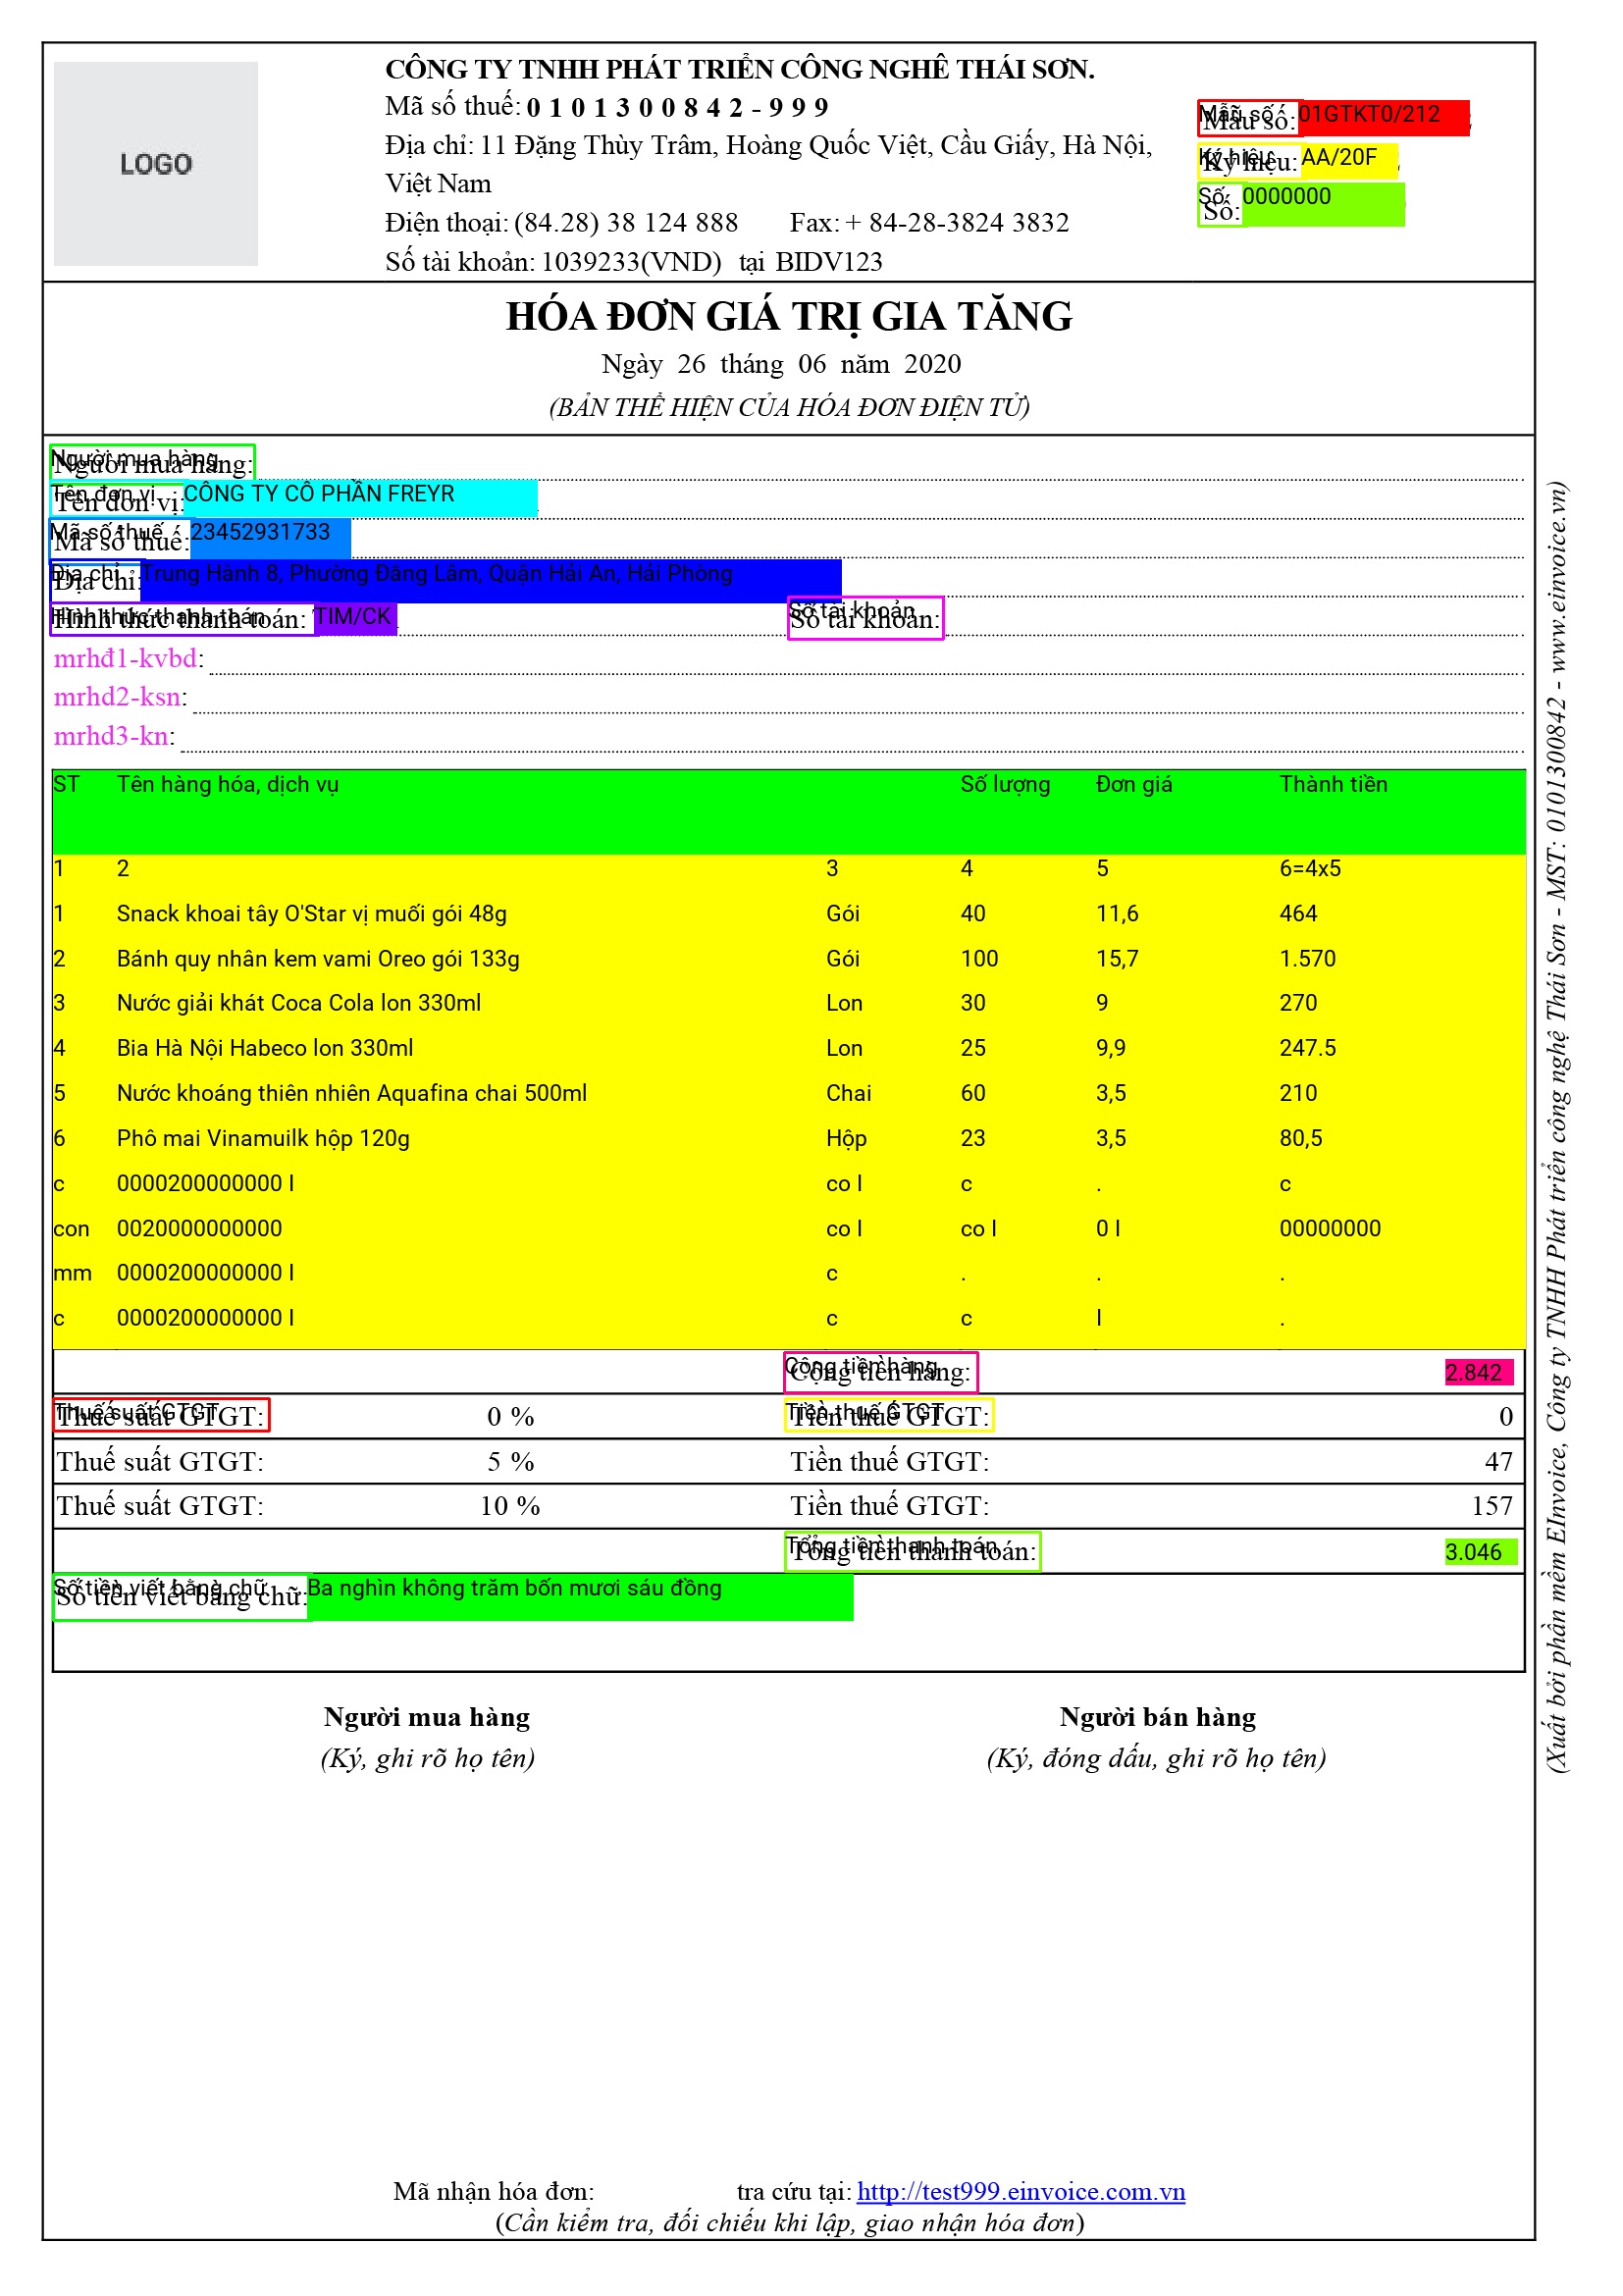 LOGO
CÔNG TY TNHH PHÁT TRIỂN CÔNG NGHỆ THÁI SƠN.
Mã số thuế: 0 1 0 1 3 0 0 8 4 2 - 9 9 9
Địa chỉ: 11 Đặng Thùy Trâm, Hoàng Quốc Việt, Cầu Giấy, Hà Nội,
Việt Nam
Điện thoại: (84.28) 38 124 888 Fax: + 84-28-3824 3832
Số tài khoản: 1039233(VND) tại BIDV123
Mẫu số: 01GTKT0/212
Ký hiệu: AA/20F
Số: 0000000
HÓA ĐƠN GIÁ TRỊ GIA TĂNG
Ngày 26 tháng 06 năm 2020
(BẢN THỂ HIỆN CỦA HÓA ĐƠN ĐIỆN TỬ)
Người mua hàng:
Tên đơn vị: CÔNG TY CỔ PHẦN FREYR
Mã số thuế: 23452931733
Địa chỉ: Trung Hành 8, Phường Đằng Lâm, Quận Hải An, Hải Phòng
Hình thức thanh toán: TIM/CK Số tài khoản:
mrhđ1-kvbd:
mrhd2-ksn:
mrhd3-kn:
ST Tên hàng hóa, dịch vụ Số lượng Đơn giá Thành tiền
1 2 3 4 5 6=4x5
1 Snack khoai tây O'Star vị muối gói 48g Gói 40 11,6 464
2 Bánh quy nhân kem vami Oreo gói 133g Gói 100 15,7 1.570
3 Nước giải khát Coca Cola lon 330ml Lon 30 9 270
4 Bia Hà Nội Habeco lon 330ml Lon 25 9,9 247.5
5 Nước khoáng thiên nhiên Aquafina chai 500ml Chai 60 3,5 210
6 Phô mai Vinamuilk hộp 120g Hộp 23 3,5 80,5
c 0000200000000 l co l c . c
con 0020000000000 co l co l 0 l 00000000
mm 0000200000000 l c . . .
c 0000200000000 l c c l .
Cộng tiền hàng: 2.842
Thuế suất GTGT: 0 % Tiền thuế GTGT: 0
Thuế suất GTGT: 5 % Tiền thuế GTGT: 47
Thuế suất GTGT: 10 % Tiền thuế GTGT: 157
Tổng tiền thanh toán: 3.046
Số tiền viết bằng chữ: Ba nghìn không trăm bốn mươi sáu đồng
Người mua hàng Người bán hàng
(Ký, ghi rõ họ tên) (Ký, đóng dấu, ghi rõ họ tên)
Mã nhận hóa đơn: tra cứu tại: http://test999.einvoice.com.vn
(Cần kiểm tra, đối chiếu khi lập, giao nhận hóa đơn)
(Xuất bởi phần mềm EInvoice, Công ty TNHH Phát triển công nghệ Thái Sơn - MST: 0101300842 - www.einvoice.vn)